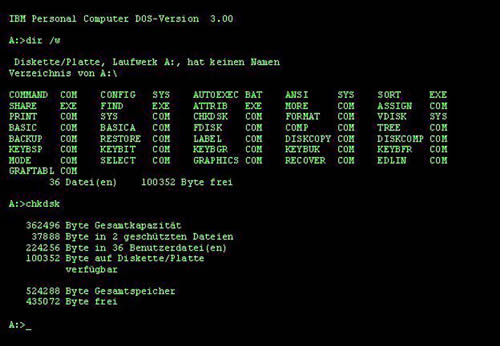 IBM Personal Computer DOS-Version 3.00
A:>dir /w
Diskette/Platte, Laufwerk A:, hat keinen Namen
Verzeichnis von A:\
COMMAND COM CONFIG SYS AUTOEXEC BAT ANSI SYS SORT EXE
SHARE EXE FIND EXE ATTRIB EXE MORE COM ASSIGN COM
PRINT COM SYS COM CHKDSK COM FORMAT COM VDISK SYS
BASIC COM BASICA COM FDISK COM COMP COM TREE COM
BACKUP COM RESTORE COM LABEL COM DISKCOPY COM DISKCOMP COM
KEYBSP COM KEYBIT COM KEYBGR COM KEYBUK COM KEYBFR COM
MODE COM SELECT COM GRAPHICS COM RECOVER COM EDLIN COM
GRAFTABL COM
36 Datei(en) 100352 Byte frei
A:>chkdsk
362496 Byte Gesamtkapazität
37888 Byte in 2 geschützten Dateien
224256 Byte in 36 Benutzerdatei(en)
100352 Byte auf Diskette/Platte
verfügbar
524288 Byte Gesamtspeicher
435072 Byte frei
A:>_